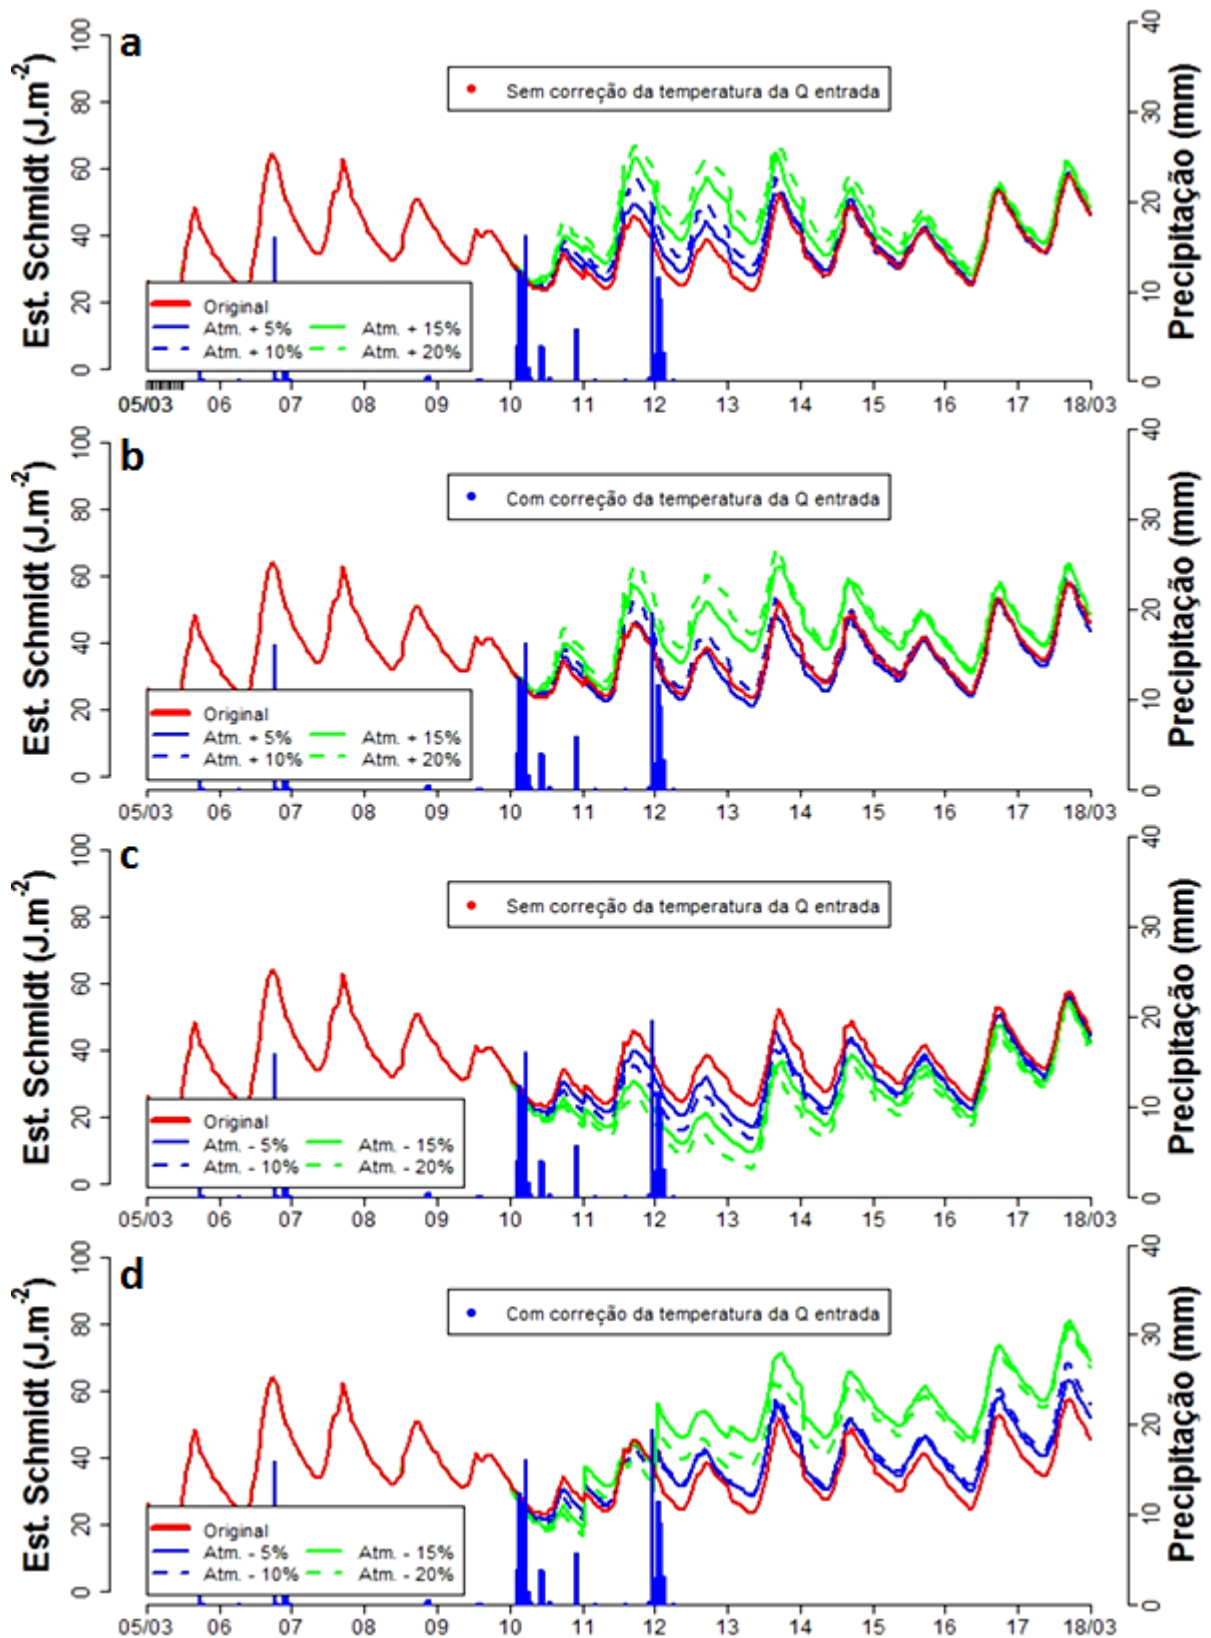 a
Est. Schmidt (J.m-2)
Precipitação (mm)
100
80
60
40
20
0
40
30
20
10
0
Sem correção da temperatura da Q entrada
Original
Atm. + 5% Atm. + 15%
Atm. + 10% Atm. + 20%
05/03 06 07 08 09 10 11 12 13 14 15 16 17 18/03
b
Est. Schmidt (J.m-2)
Precipitação (mm)
100
80
60
40
20
0
40
30
20
10
0
Com correção da temperatura da Q entrada
Original
Atm. + 5% Atm. + 15%
Atm. + 10% Atm. + 20%
05/03 06 07 08 09 10 11 12 13 14 15 16 17 18/03
c
Est. Schmidt (J.m-2)
Precipitação (mm)
100
80
60
40
20
0
40
30
20
10
0
Sem correção da temperatura da Q entrada
Original
Atm. - 5% Atm. - 15%
Atm. - 10% Atm. - 20%
05/03 06 07 08 09 10 11 12 13 14 15 16 17 18/03
d
Est. Schmidt (J.m-2)
Precipitação (mm)
100
80
60
40
20
0
40
30
20
10
0
Com correção da temperatura da Q entrada
Original
Atm. - 5% Atm. - 15%
Atm. - 10% Atm. - 20%
05/03 06 07 08 09 10 11 12 13 14 15 16 17 18/03